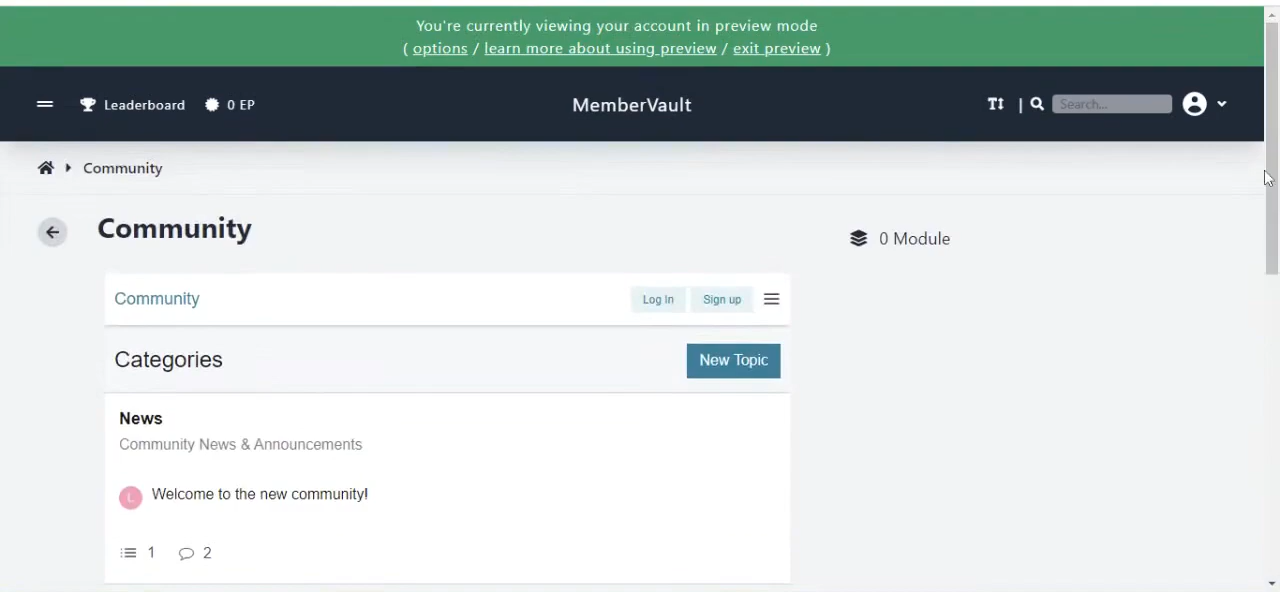 You're currently viewing your account in preview mode
( options / learn more about using preview / exit preview )
Leaderboard 0 EP MemberVault | Search...
Community
Community
0 Module
Community Log In Sign up
Categories New Topic
News
Community News & Announcements
L Welcome to the new community!
1 2